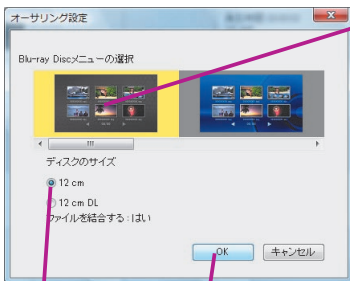 オーサリング設定
Blu-ray Discメニューの選択
ディスクのサイズ
12 cm
12 cm DL
ファイルを結合する：はい
OK
キャンセル